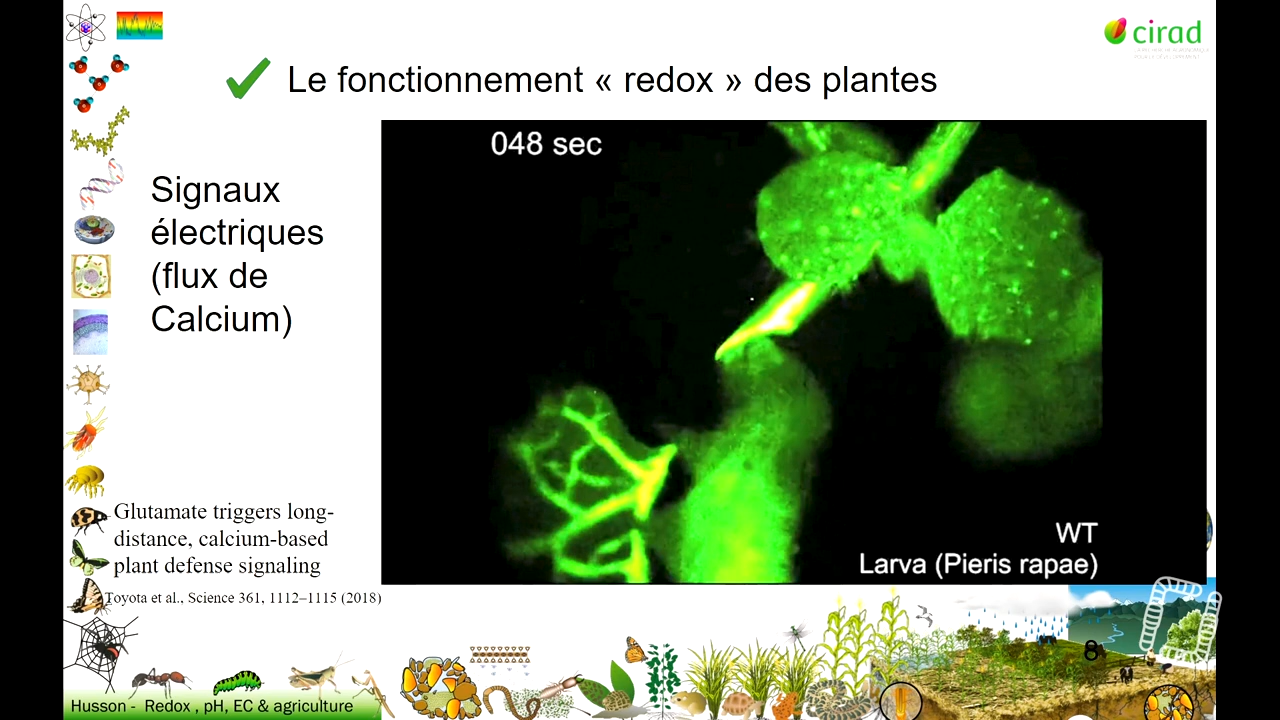 cirad
Le fonctionnement « redox » des plantes
048 sec
Signaux
électriques
(flux de
Calcium)
Glutamate triggers long-
distance, calcium-based
plant defense signaling
Toyota et al., Science 361, 1112–1115 (2018)
WT
Larva (Pieris rapae)
8
Husson - Redox , pH, EC & agriculture